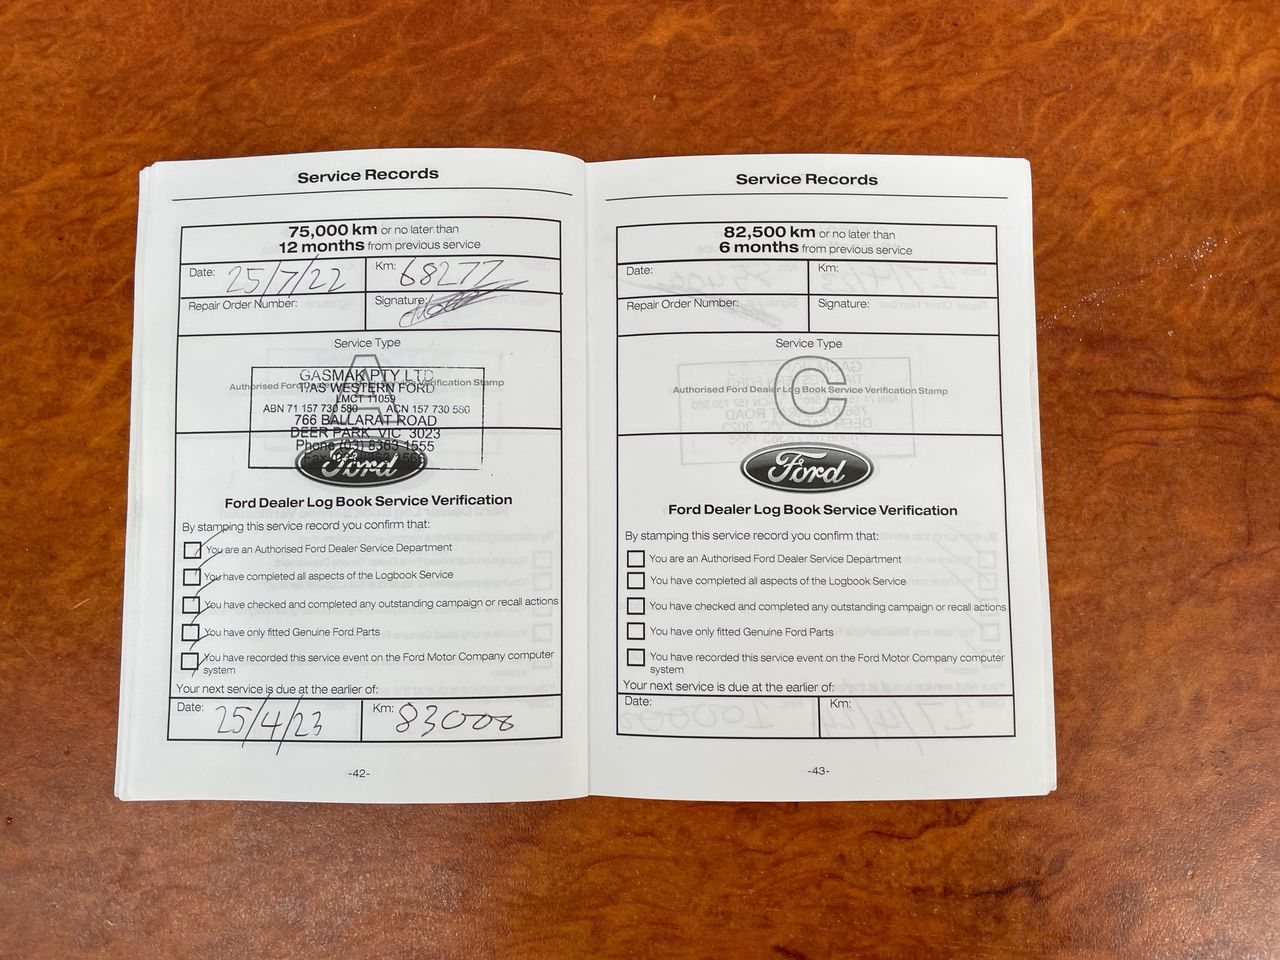 Service Records
75,000 km or no later than
12 months from previous service
Date: 25/7/22 Km: 68277
Repair Order Number: Signature:
Service Type
A
Authorised Ford Dealer Log Book Service Verification Stamp
GASMAK PTY LTD
T/AS WESTERN FORD
LMCT 11059
ABN 71 157 730 580 ACN 157 730 580
766 BALLARAT ROAD
DEER PARK VIC 3023
Phone (03) 8363 1555
Ford
Ford Dealer Log Book Service Verification
By stamping this service record you confirm that:
You are an Authorised Ford Dealer Service Department
You have completed all aspects of the Logbook Service
You have checked and completed any outstanding campaign or recall actions
You have only fitted Genuine Ford Parts
You have recorded this service event on the Ford Motor Company computer
system
Your next service is due at the earlier of:
Date: 25/4/23 Km: 83000
-42-
Service Records
82,500 km or no later than
6 months from previous service
Date: Km:
Repair Order Number: Signature:
Service Type
C
Authorised Ford Dealer Log Book Service Verification Stamp
Ford
Ford Dealer Log Book Service Verification
By stamping this service record you confirm that:
You are an Authorised Ford Dealer Service Department
You have completed all aspects of the Logbook Service
You have checked and completed any outstanding campaign or recall actions
You have only fitted Genuine Ford Parts
You have recorded this service event on the Ford Motor Company computer
system
Your next service is due at the earlier of:
Date: Km:
-43-